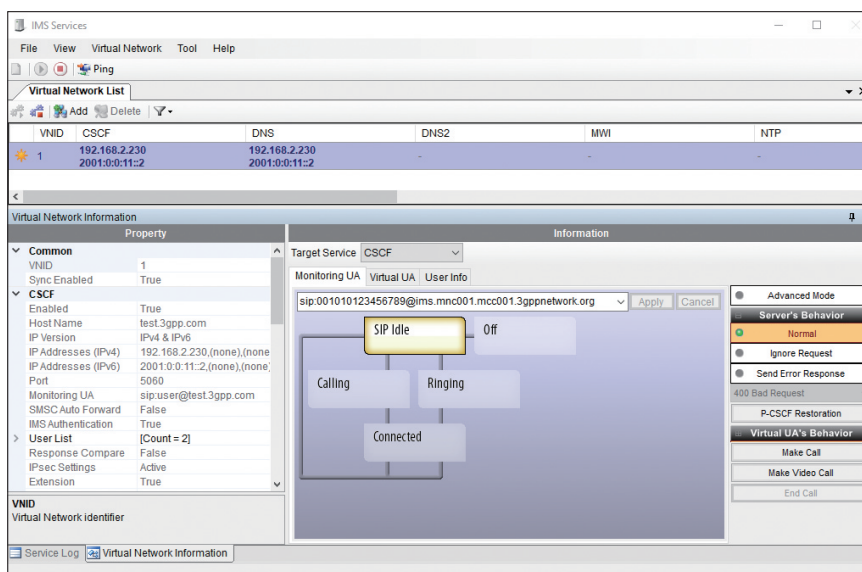 IMS Services
File View Virtual Network Tool Help
Ping
Virtual Network List
Add Delete
VNID CSCF DNS DNS2 MWI NTP
1 192.168.2.230 192.168.2.230 - - -
2001:0:0:11::2 2001:0:0:11::2
Virtual Network Information
Property
Common
VNID 1
Sync Enabled True
CSCF
Enabled True
Host Name test.3gpp.com
IP Version IPv4 & IPv6
IP Addresses (IPv4) 192.168.2.230,(none),(none
IP Addresses (IPv6) 2001:0:0:11::2,(none),(none
Port 5060
Monitoring UA sip:user@test.3gpp.com
SMSC Auto Forward False
IMS Authentication True
User List [Count = 2]
Response Compare False
IPsec Settings Active
Extension True
VNID
Virtual Network identifier
Information
Target Service CSCF
Monitoring UA Virtual UA User Info
sip:001010123456789@ims.mnc001.mcc001.3gppnetwork.org Apply Cancel
SIP Idle Off
Calling Ringing
Connected
Advanced Mode
Server's Behavior
Normal
Ignore Request
Send Error Response
400 Bad Request
P-CSCF Restoration
Virtual UA's Behavior
Make Call
Make Video Call
End Call
Service Log Virtual Network Information